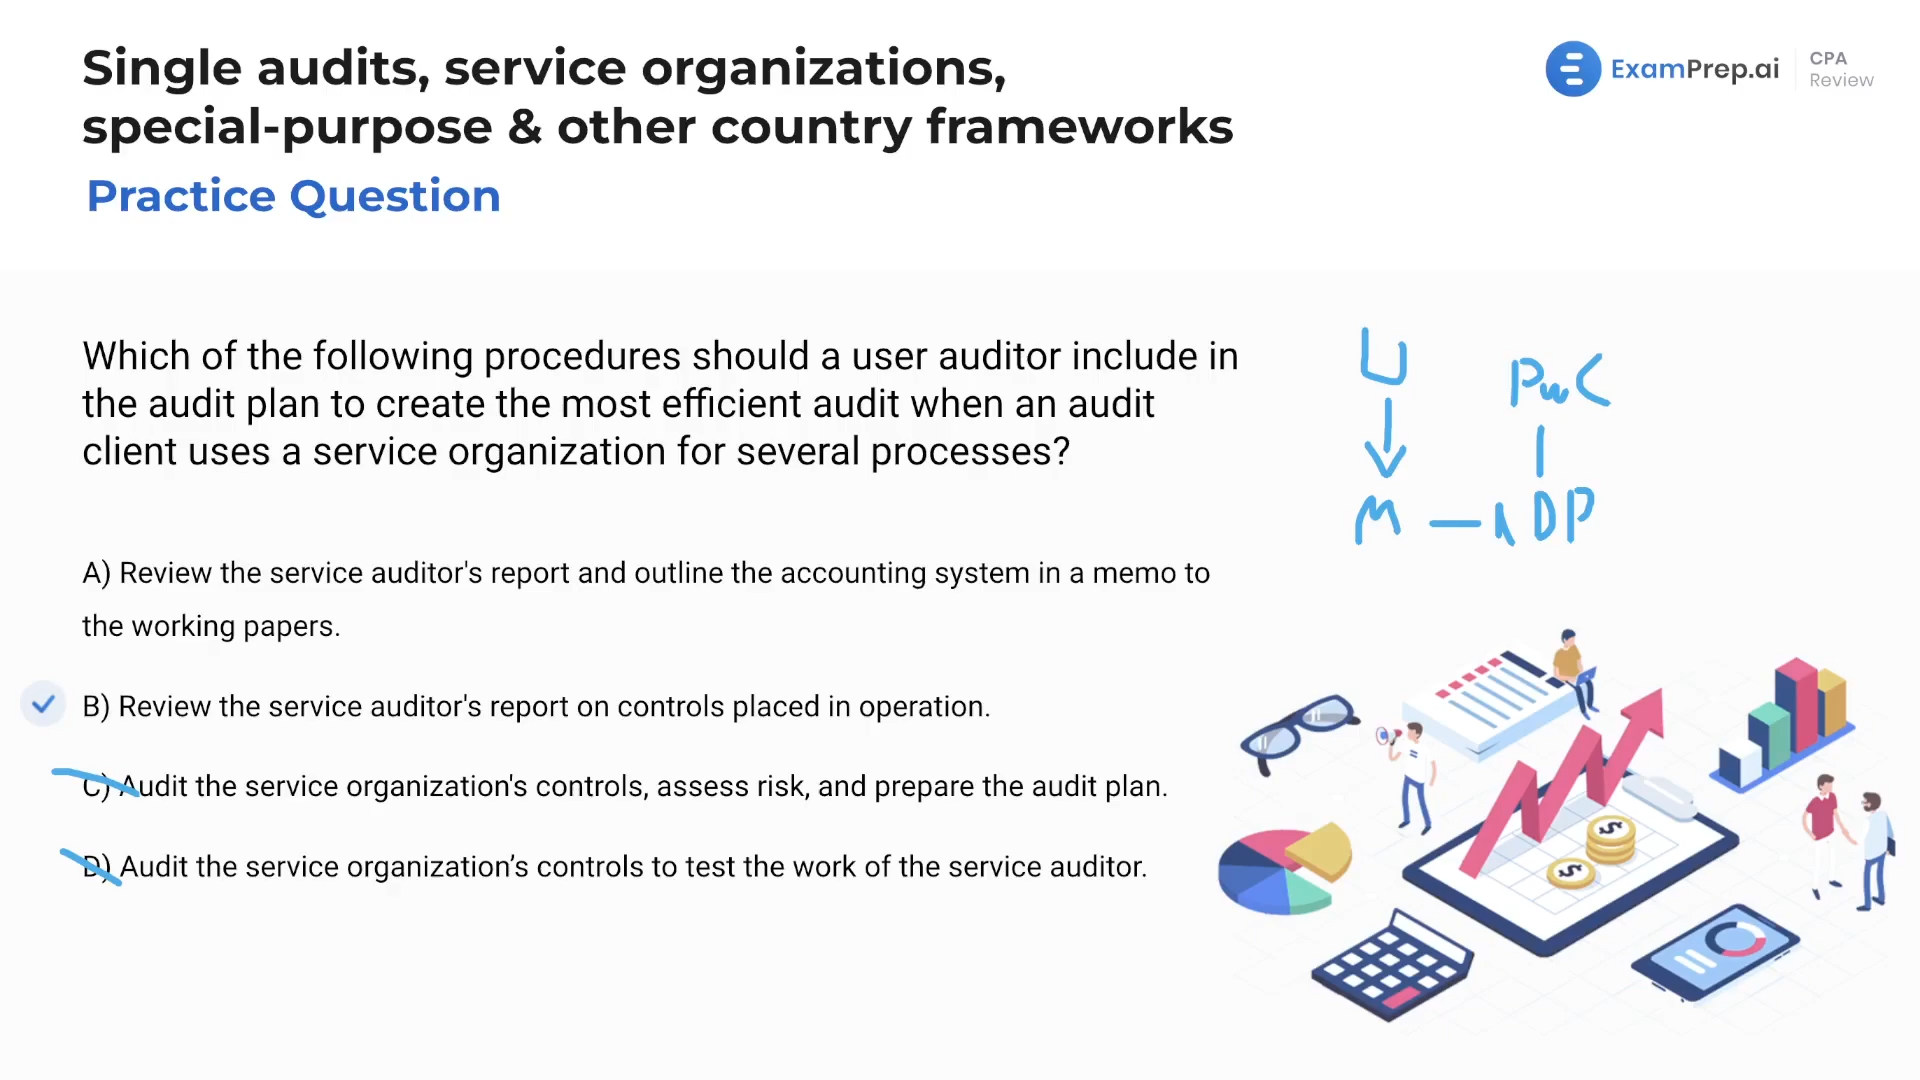 Single audits, service organizations,
special-purpose & other country frameworks
Practice Question
ExamPrep.ai
CPA
Review
Which of the following procedures should a user auditor include in
the audit plan to create the most efficient audit when an audit
client uses a service organization for several processes?
A) Review the service auditor's report and outline the accounting system in a memo to
the working papers.
B) Review the service auditor's report on controls placed in operation.
C) Audit the service organization's controls, assess risk, and prepare the audit plan.
D) Audit the service organization’s controls to test the work of the service auditor.
U
PwC
M — ADP